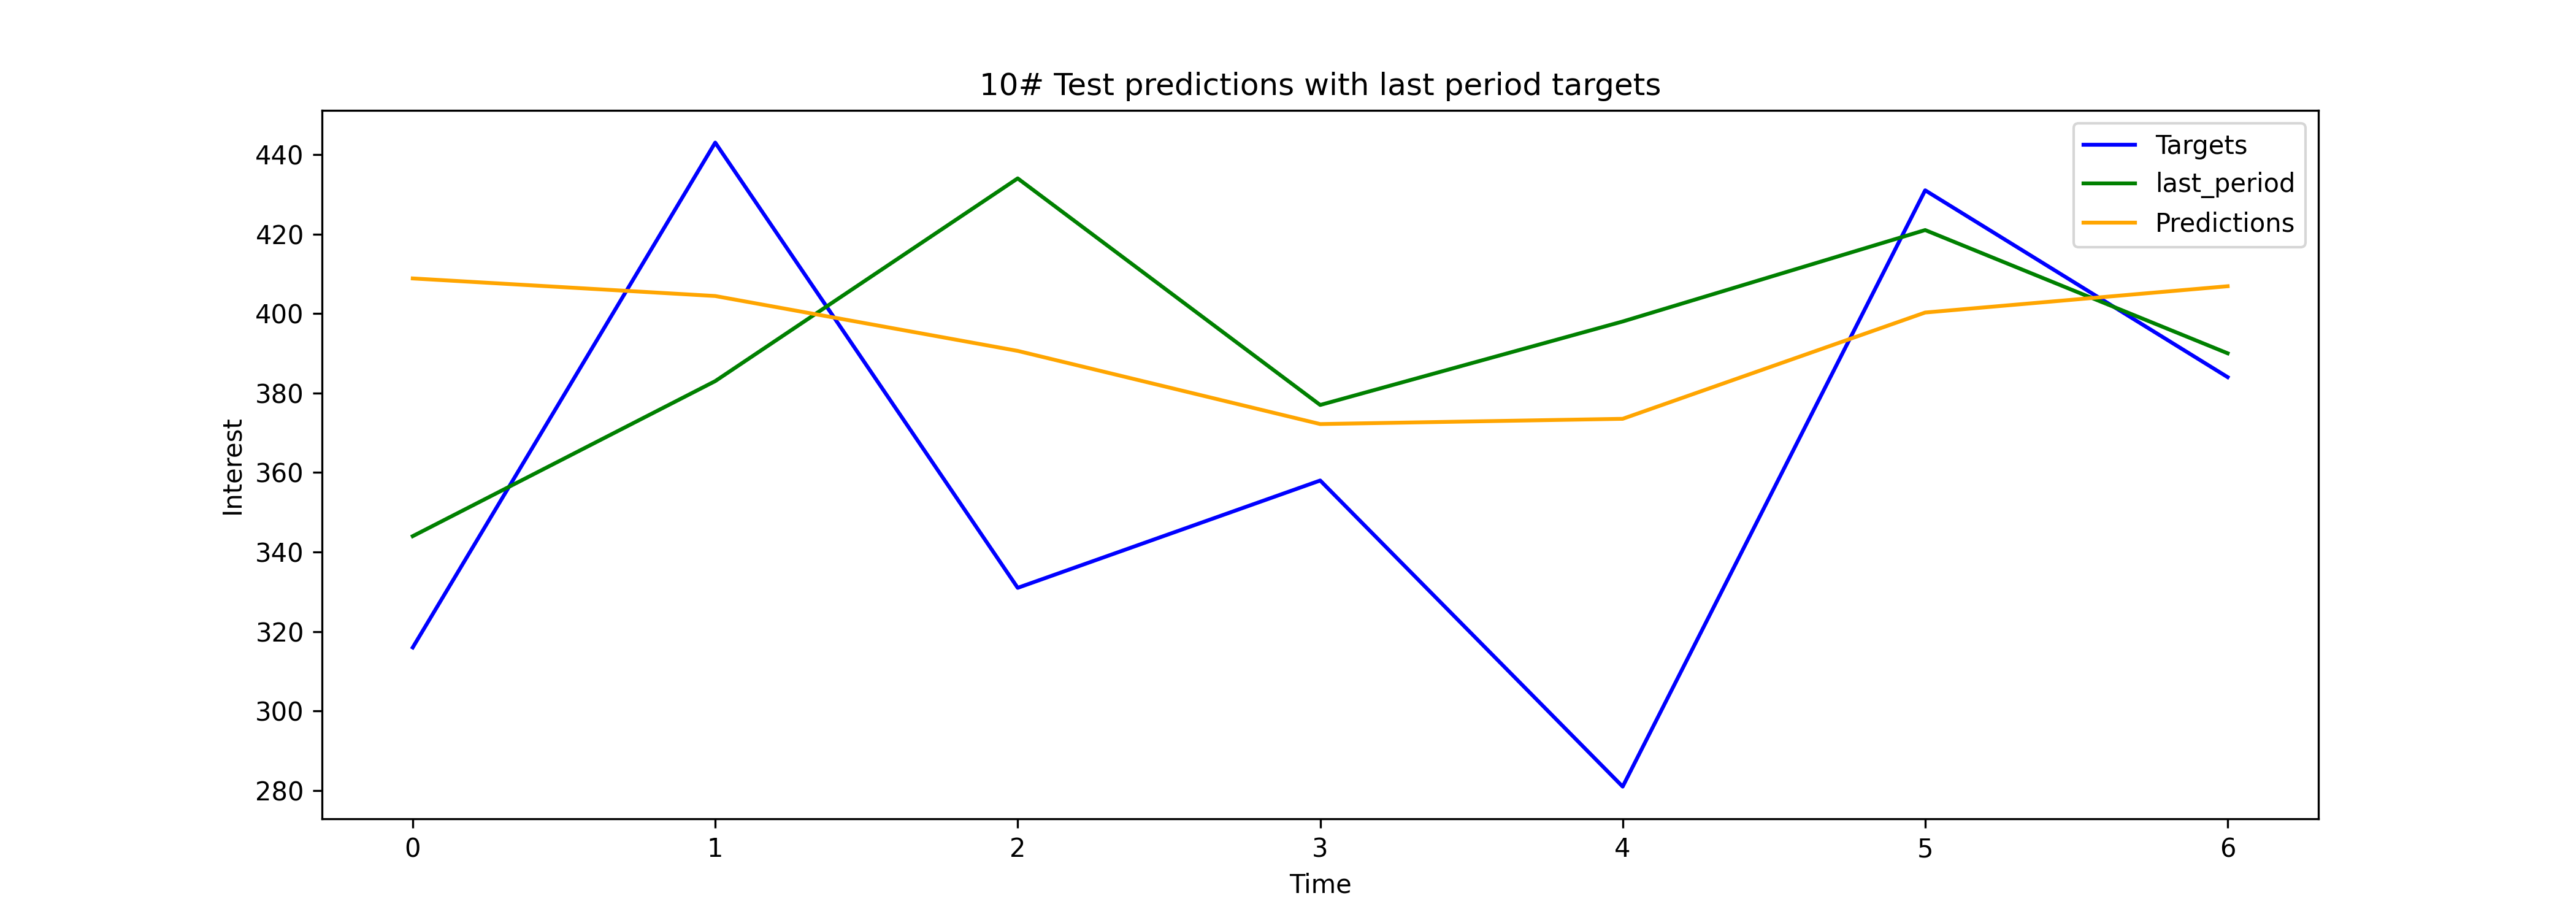 10# Test predictions with last period targets
Targets
last_period
Predictions
440
420
400
380
360
340
320
300
280
Interest
0 1 2 3 4 5 6
Time